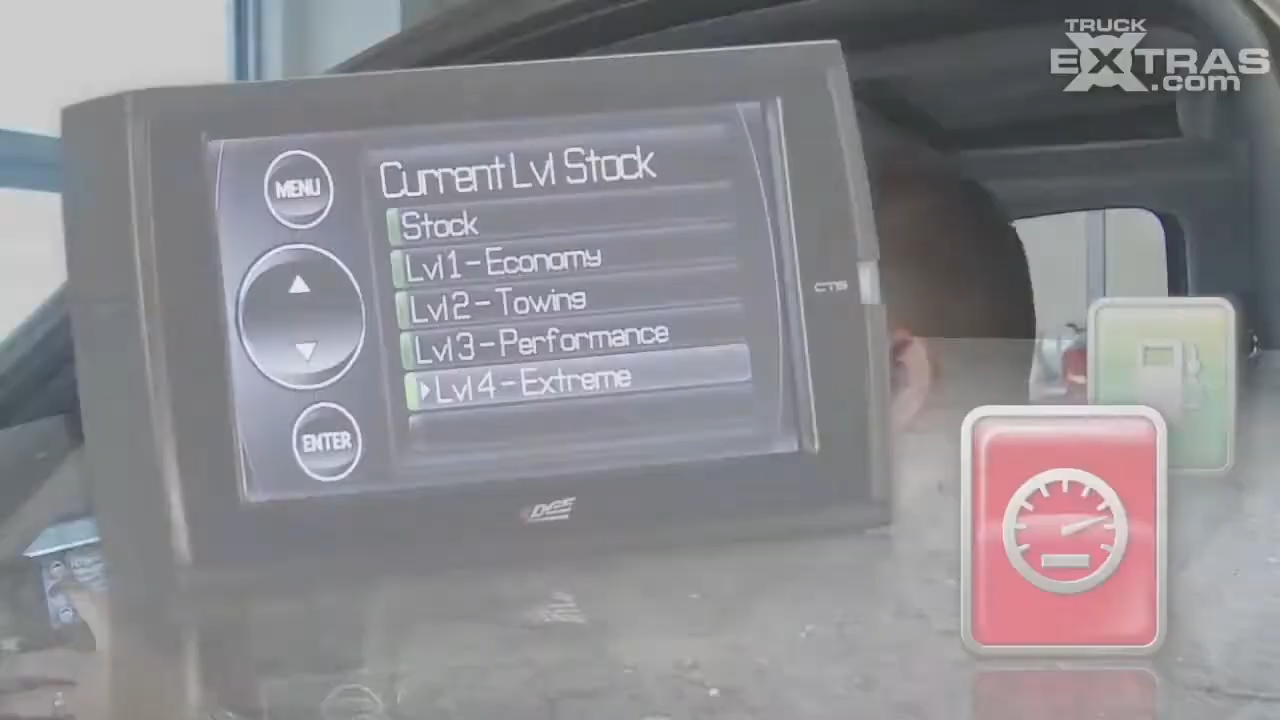 TRUCK
EXTRAS
.com
MENU
Current Lvl Stock
Stock
Lvl 1 - Economy
Lvl 2 - Towing
Lvl 3 - Performance
Lvl 4 - Extreme
ENTER
CTS
EDGE